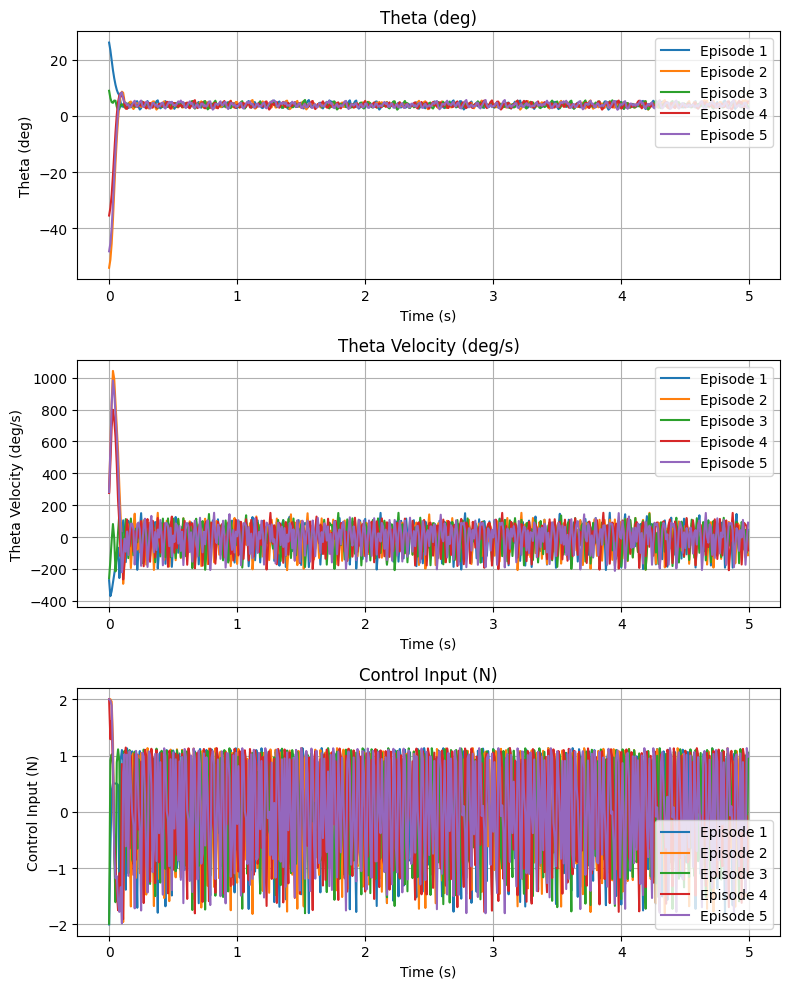 Theta (deg)
Theta (deg)
20
0
−20
−40
Episode 1
Episode 2
Episode 3
Episode 4
Episode 5
0 1 2 3 4 5
Time (s)
Theta Velocity (deg/s)
Theta Velocity (deg/s)
1000
800
600
400
200
0
−200
−400
Episode 1
Episode 2
Episode 3
Episode 4
Episode 5
0 1 2 3 4 5
Time (s)
Control Input (N)
Control Input (N)
2
1
0
−1
−2
Episode 1
Episode 2
Episode 3
Episode 4
Episode 5
0 1 2 3 4 5
Time (s)